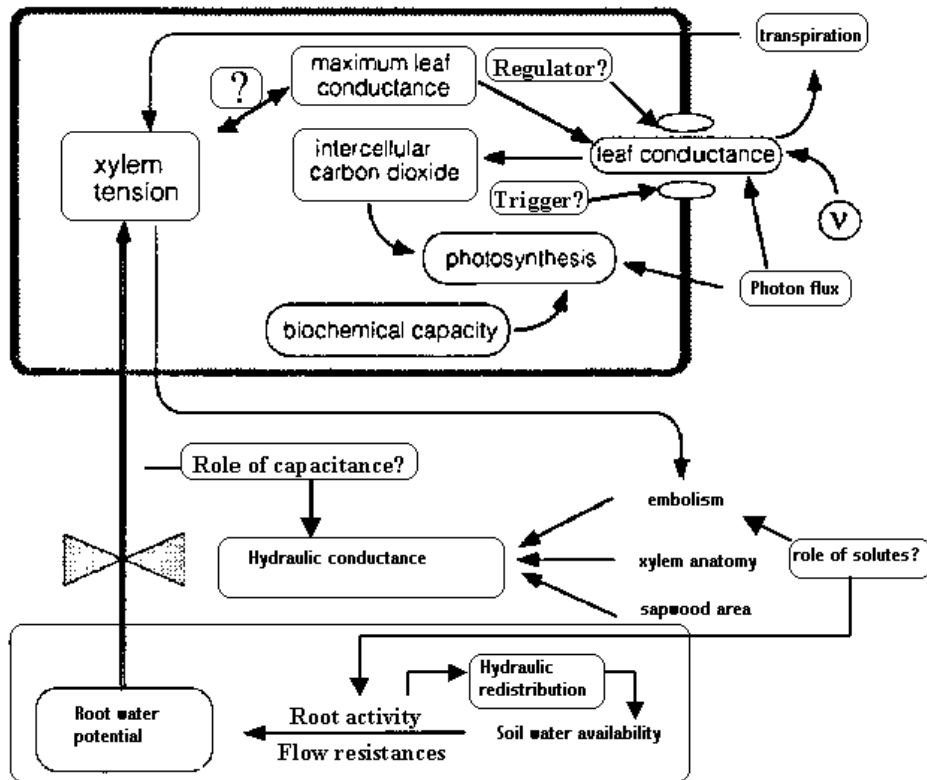 transpiration
maximum leaf
conductance
Regulator?
?
xylem
tension
intercellular
carbon dioxide
leaf conductance
Trigger?
ν
photosynthesis
Photon flux
biochemical capacity
Role of capacitance?
embolism
Hydraulic conductance
xylem anatomy
role of solutes?
sapwood area
Hydraulic
redistribution
Root water
potential
Root activity
Flow resistances
Soil water availability